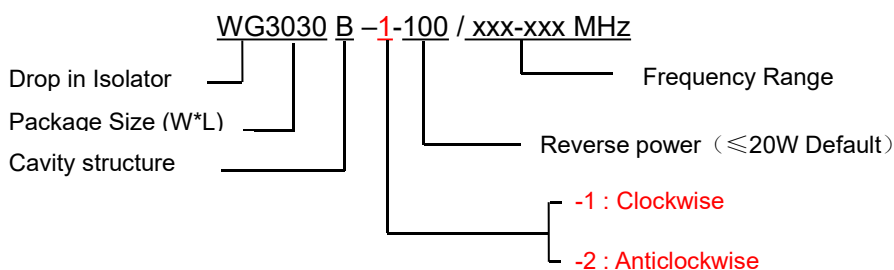 WG3030 B –1-100 / xxx-xxx MHz
Drop in Isolator
Frequency Range
Package Size (W*L)
Reverse power（≤20W Default）
Cavity structure
-1 : Clockwise
-2 : Anticlockwise